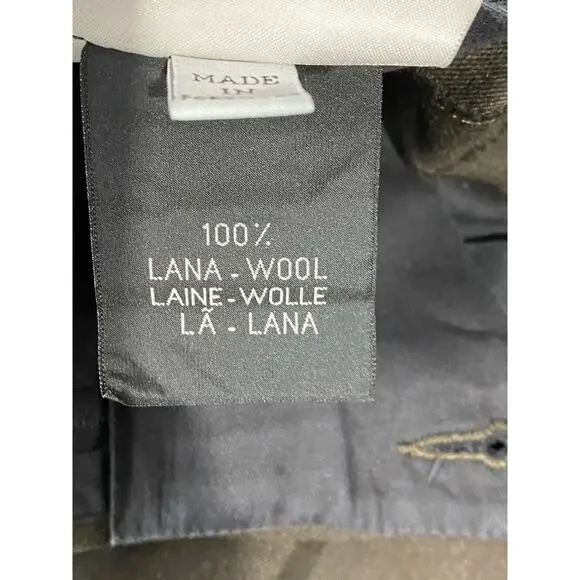 MADE
IN
100%
LANA - WOOL
LAINE - WOLLE
LÃ - LANA